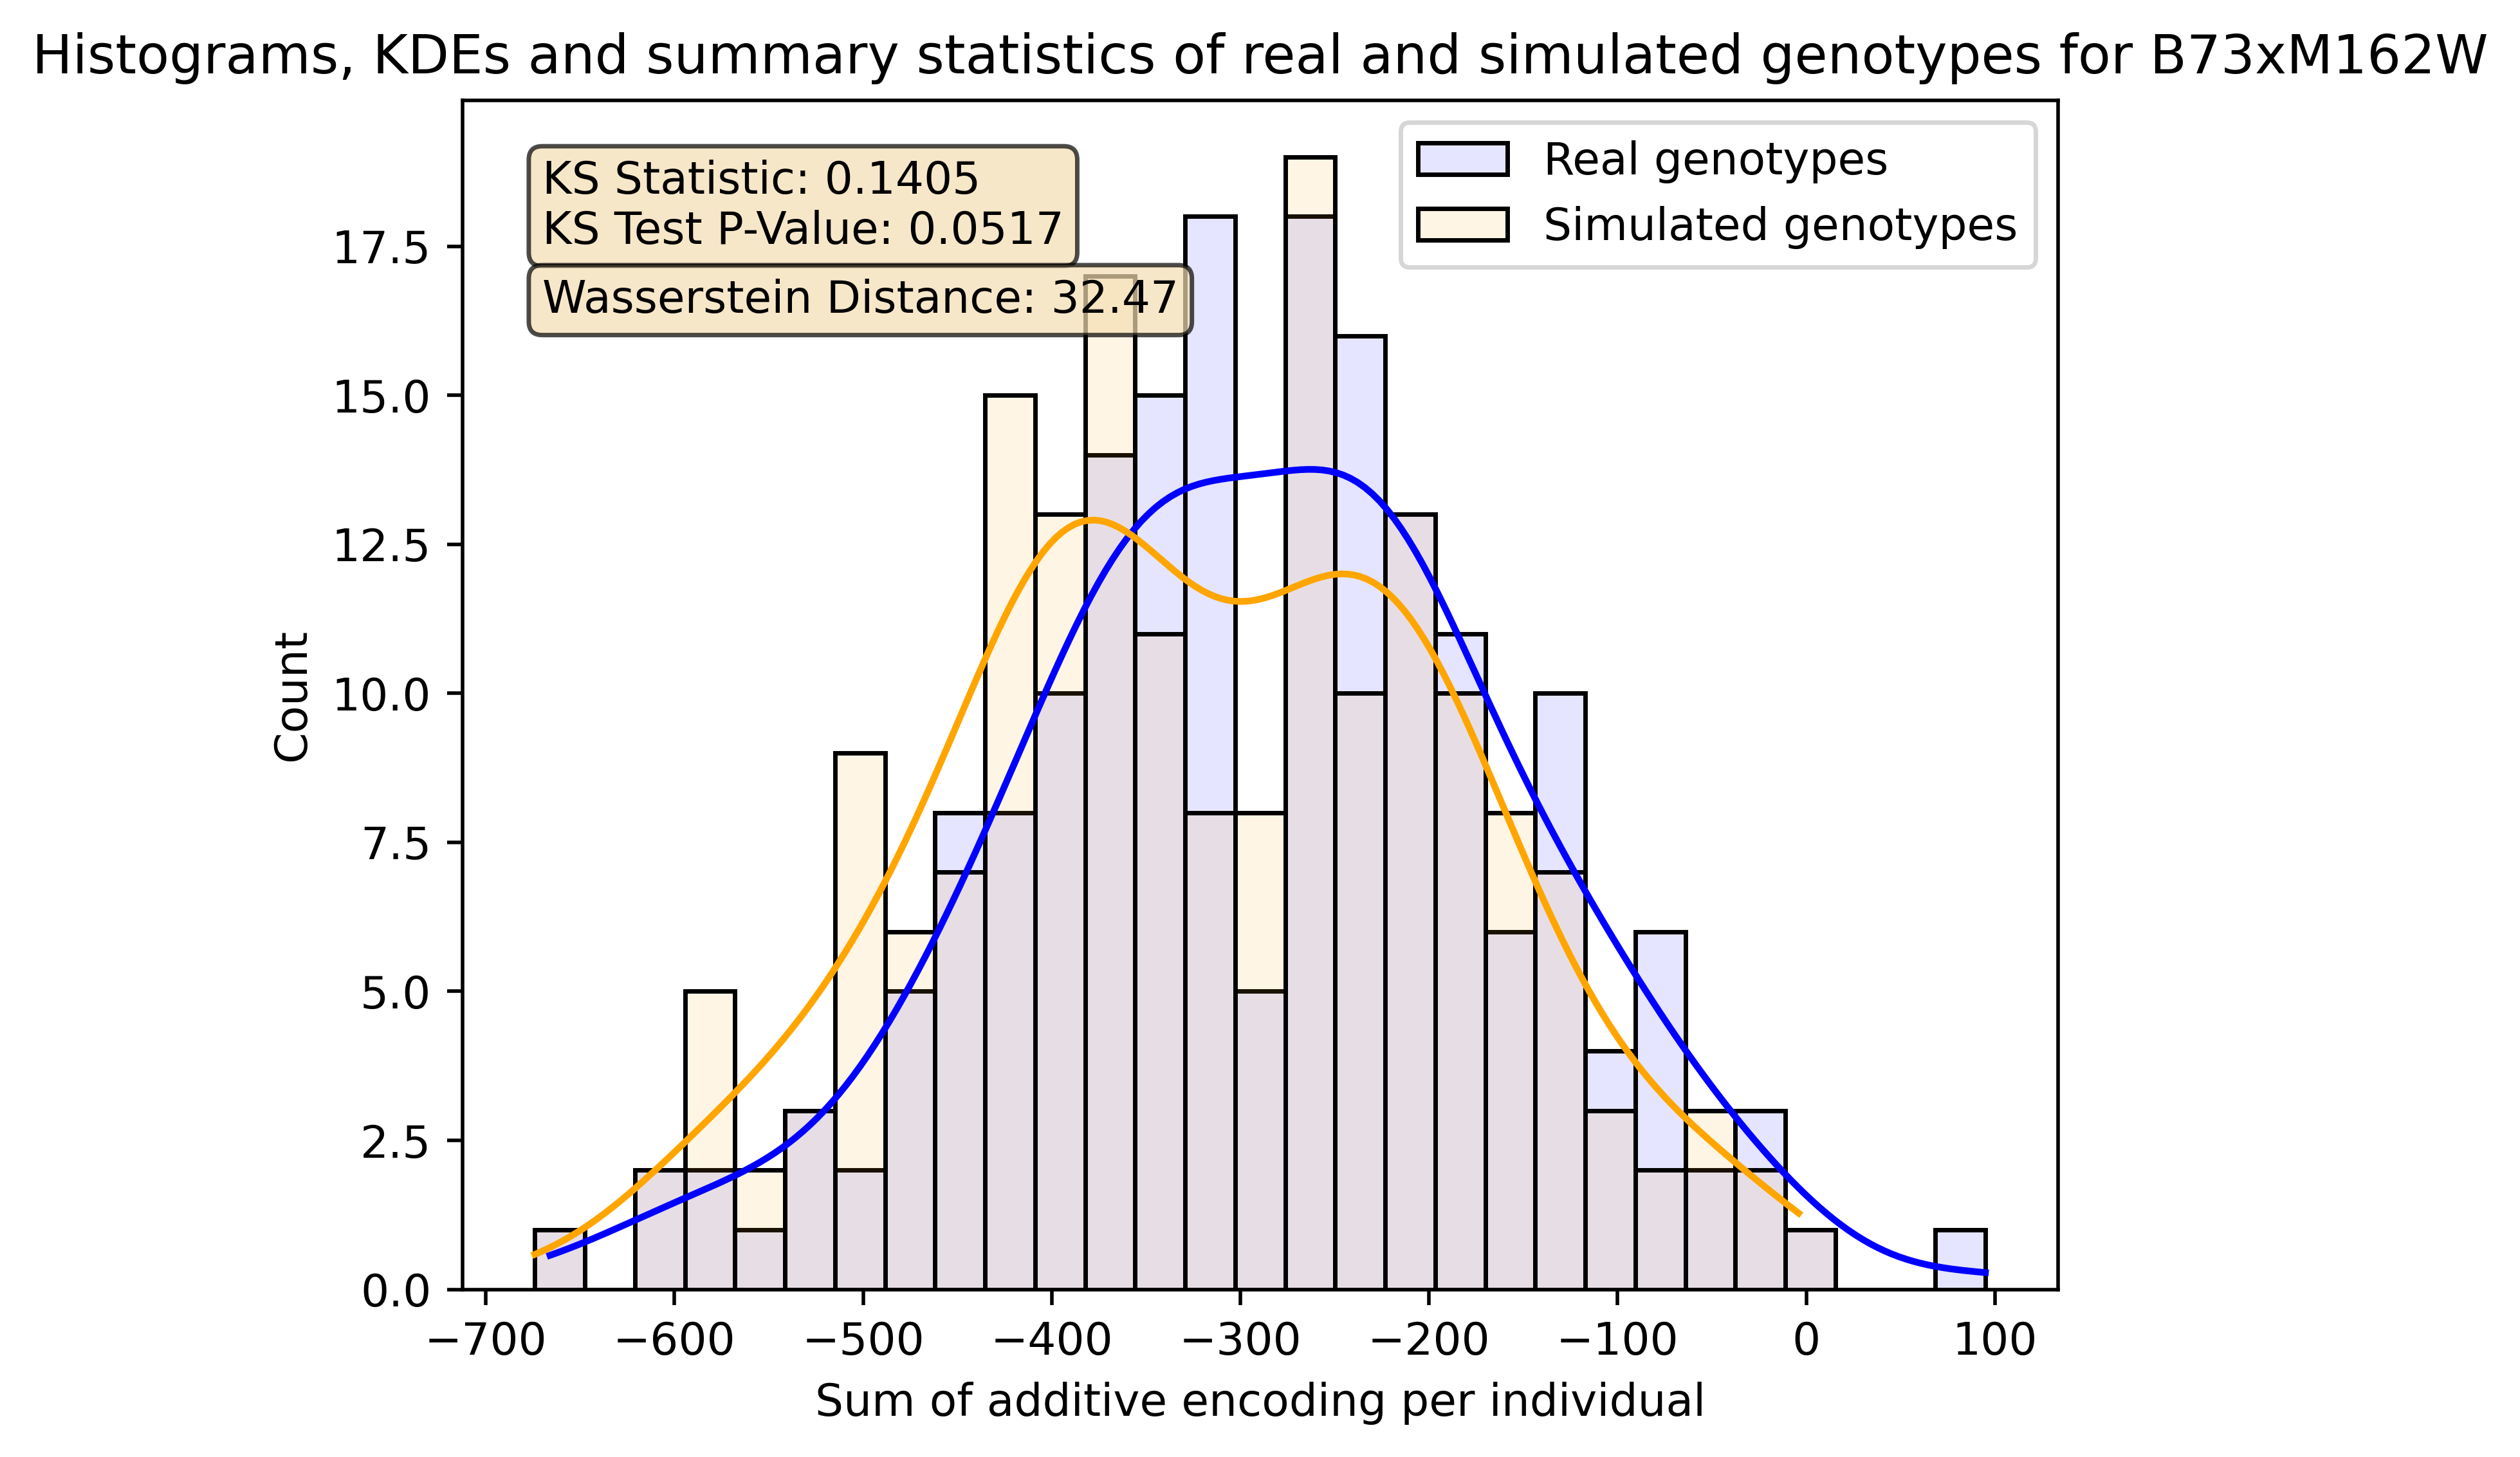 Histograms, KDEs and summary statistics of real and simulated genotypes for B73xM162W
KS Statistic: 0.1405
KS Test P-Value: 0.0517
Wasserstein Distance: 32.47
Real genotypes
Simulated genotypes
Count
17.5
15.0
12.5
10.0
7.5
5.0
2.5
0.0
−700 −600 −500 −400 −300 −200 −100 0 100
Sum of additive encoding per individual